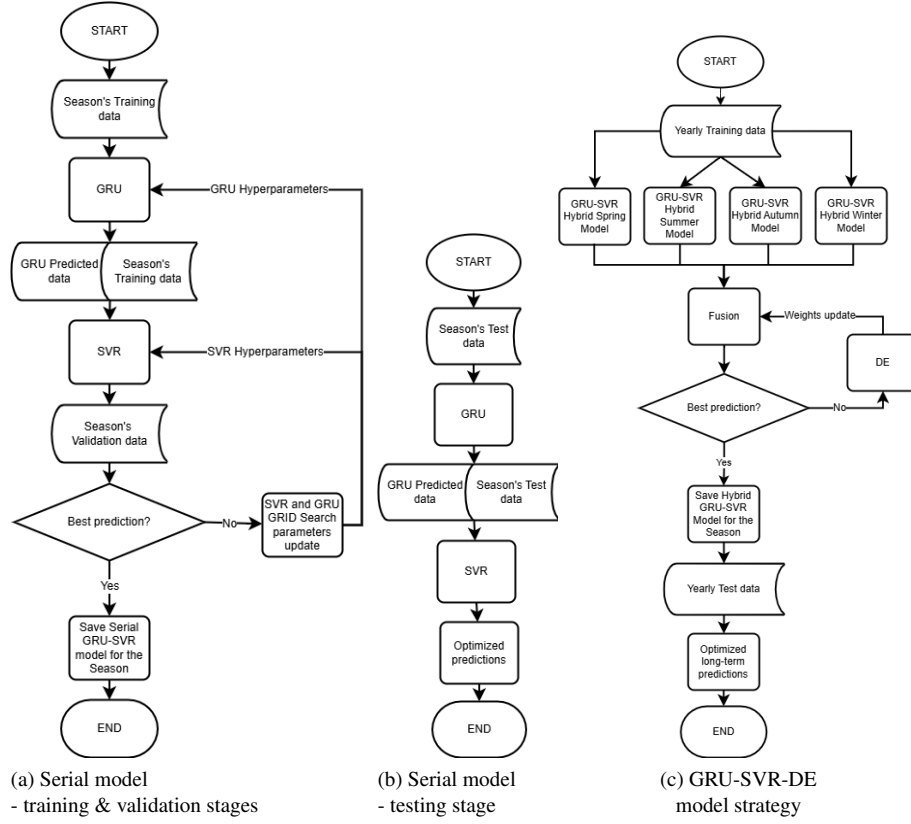 START
Season's Training
data
GRU
GRU Hyperparameters
GRU Predicted
data
Season's
Training data
SVR
SVR Hyperparameters
Season's
Validation data
Best prediction?
No
SVR and GRU
GRID Search
parameters
update
Yes
Save Serial
GRU-SVR
model for the
Season
END
(a) Serial model
- training & validation stages
START
Season's Test
data
GRU
GRU Predicted
data
Season's Test
data
SVR
Optimized
predictions
END
(b) Serial model
- testing stage
START
Yearly Training data
GRU-SVR
Hybrid Spring
Model
GRU-SVR
Hybrid
Summer
Model
GRU-SVR
Hybrid Autumn
Model
GRU-SVR
Hybrid Winter
Model
Fusion
Weights update
DE
Best prediction?
No
Yes
Save Hybrid
GRU-SVR
Model for the
Season
Yearly Test data
Optimized
long-term
predictions
END
(c) GRU-SVR-DE
model strategy